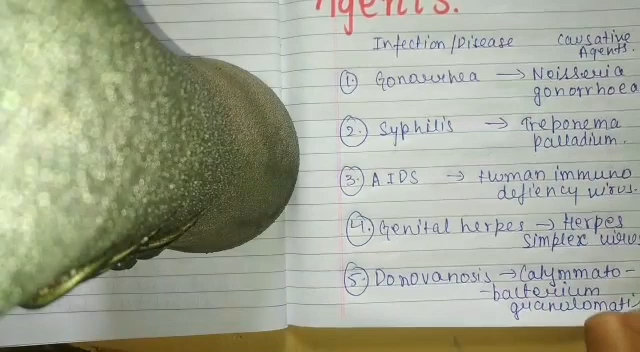 Agents.
Infection/Disease Causative
Agents.
1. Gonorrhea → Neisseria
gonorrhoea
2. Syphilis → Treponema
palladium.
3. AIDS → Human immuno
defiency virus.
4. Genital herpes → Herpes
simplex virus
5. Donovanosis → Calymmato-
-bacterium
granulomatis